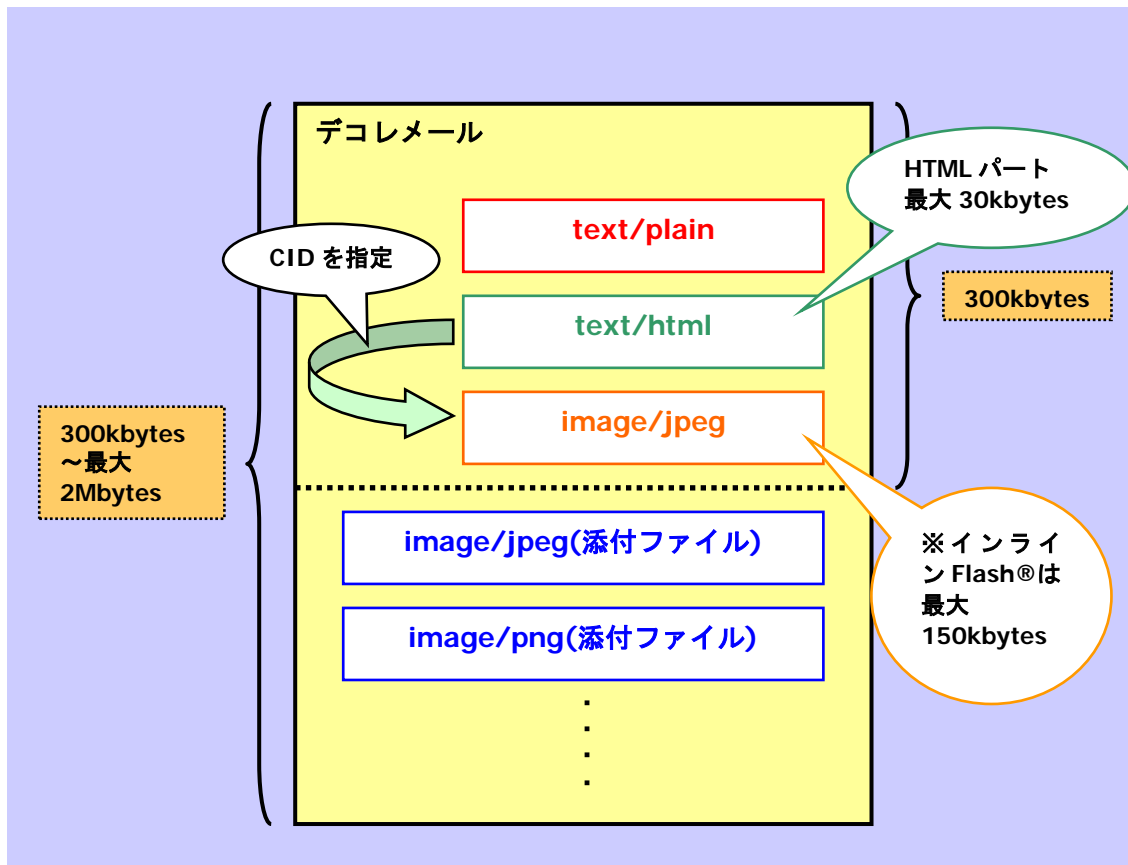 デコレメール
HTML パート
最大 30kbytes
text/plain
CID を指定
300kbytes
text/html
image/jpeg
300kbytes
～最大
2Mbytes
image/jpeg(添付ファイル)
※インライ
ン Flash®は
最大
150kbytes
image/png(添付ファイル)